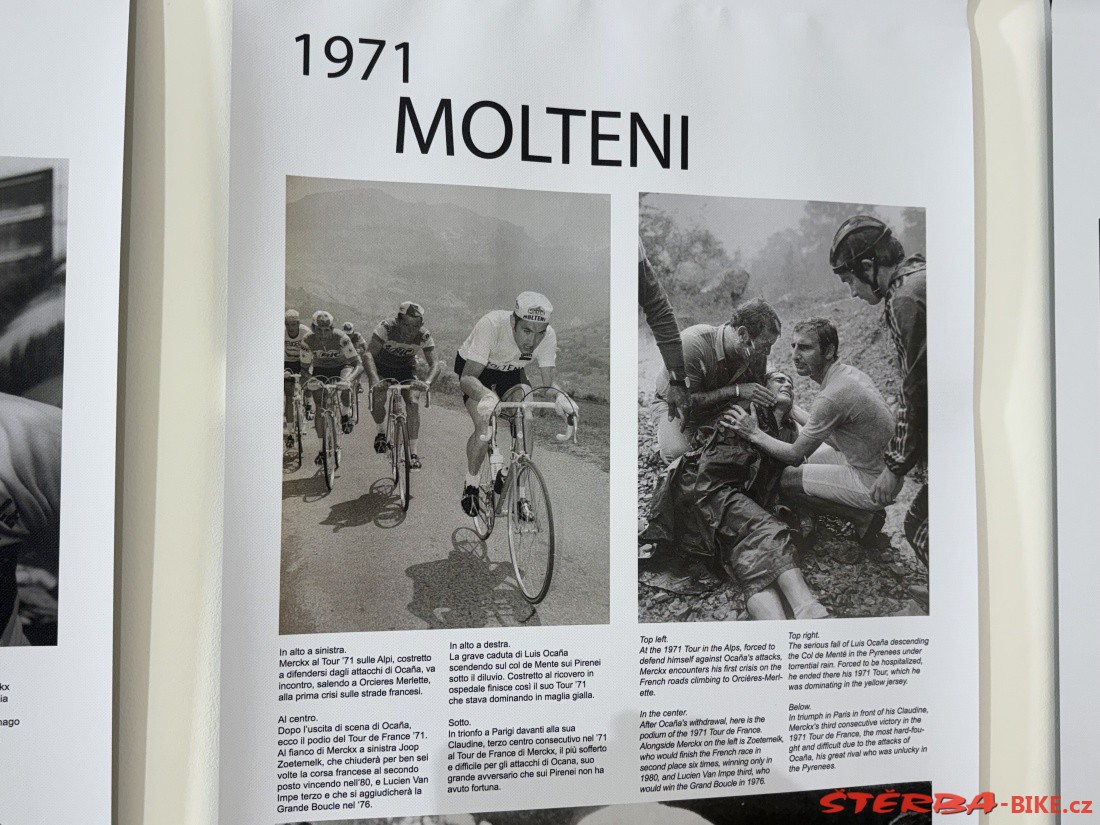 1971
MOLTENI
MOLTENI
In alto a sinistra.
Merckx al Tour '71 sulle Alpi, costretto
a difendersi dagli attacchi di Ocaña, va
incontro, salendo a Orcieres Merlette,
alla prima crisi sulle strade francesi.
Al centro.
Dopo l'uscita di scena di Ocaña,
ecco il podio del Tour de France '71.
Al fianco di Merckx a sinistra Joop
Zoetemelk, che chiuderà per ben sei
volte la corsa francese al secondo
posto vincendo nell'80, e Lucien Van
Impe terzo e che si aggiudicherà la
Grande Boucle nel '76.
In alto a destra.
La grave caduta di Luis Ocaña
scendendo sul col de Mente sui Pirenei
sotto il diluvio. Costretto al ricovero in
ospedale finisce così il suo Tour '71
che stava dominando in maglia gialla.
Sotto.
In trionfo a Parigi davanti alla sua
Claudine, terzo centro consecutivo nel '71
al Tour de France di Merckx, il più sofferto
e difficile per gli attacchi di Ocana, suo
grande avversario che sui Pirenei non ha
avuto fortuna.
Top left.
At the 1971 Tour in the Alps, forced to
defend himself against Ocaña's attacks,
Merckx encounters his first crisis on the
French roads climbing to Orcières-Merl-
ette.
In the center.
After Ocaña's withdrawal, here is the
podium of the 1971 Tour de France.
Alongside Merckx on the left is Zoetemelk,
who would finish the French race in
second place six times, winning only in
1980, and Lucien Van Impe third, who
would win the Grand Boucle in 1976.
Top right.
The serious fall of Luis Ocaña descending
the Col de Menté in the Pyrenees under
torrential rain. Forced to be hospitalized,
he ended there his 1971 Tour, which he
was dominating in the yellow jersey.
Below.
In triumph in Paris in front of his Claudine,
Merckx's third consecutive victory in the
1971 Tour de France, the most hard-fou-
ght and difficult due to the attacks of
Ocaña, his great rival who was unlucky in
the Pyrenees.
ŠTĚRBA-BIKE.cz